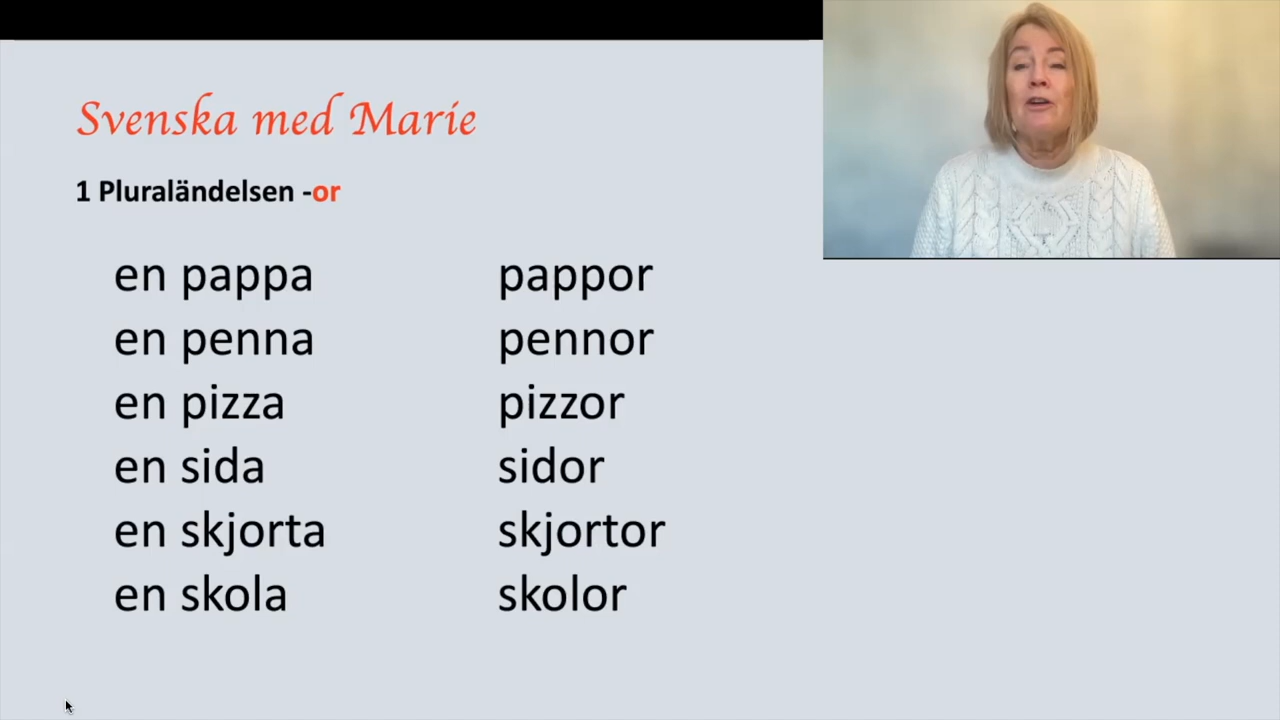 Svenska med Marie
1 Pluraländelsen -or
en pappa pappor
en penna pennor
en pizza pizzor
en sida sidor
en skjorta skjortor
en skola skolor